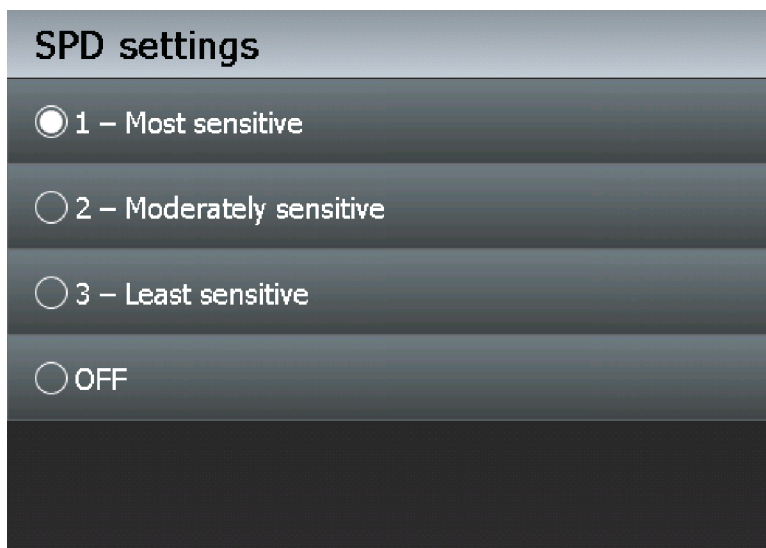 SPD settings
1 – Most sensitive
2 – Moderately sensitive
3 – Least sensitive
OFF